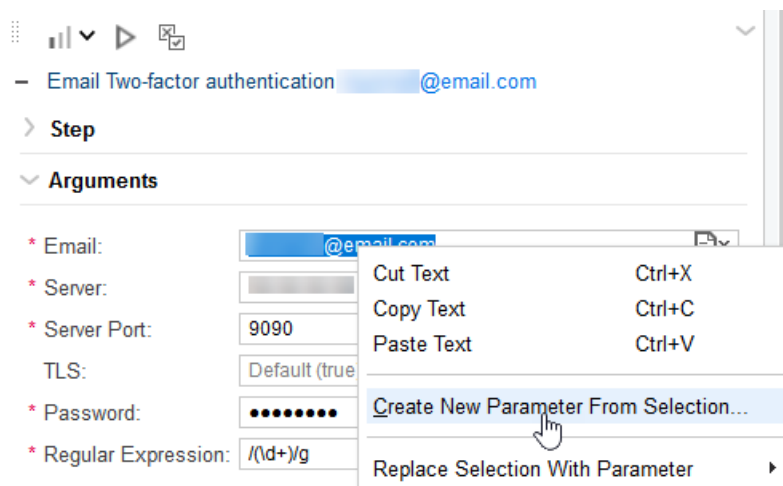 Email Two-factor authentication @email.com
Step
Arguments
* Email: @email.com
* Server:
* Server Port: 9090
TLS: Default (true
* Password: ••••••••
* Regular Expression: /(\d+)/g
Cut Text Ctrl+X
Copy Text Ctrl+C
Paste Text Ctrl+V
Create New Parameter From Selection...
Replace Selection With Parameter